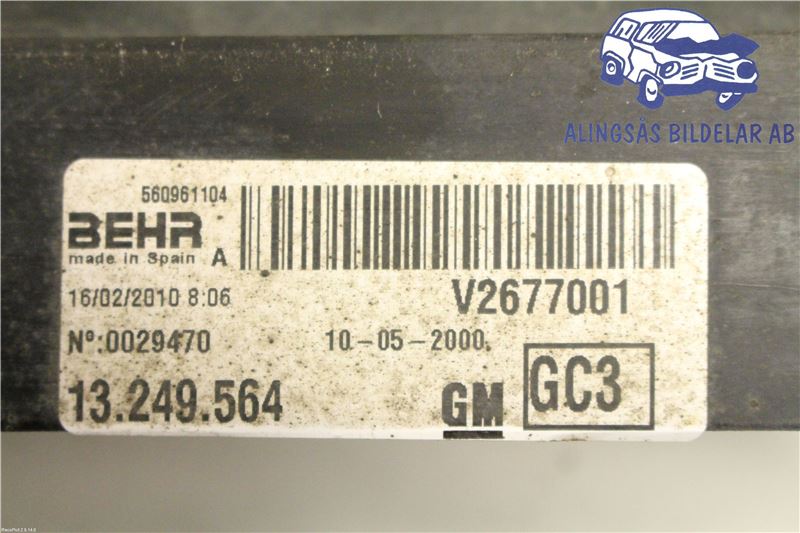 ALINGSÅS BILDELAR AB
560961104
BEHR
made in Spain A
16/02/2010 8:06
V2677001
Nº:0029470
10-05-2000.
13.249.564
GM
GC3